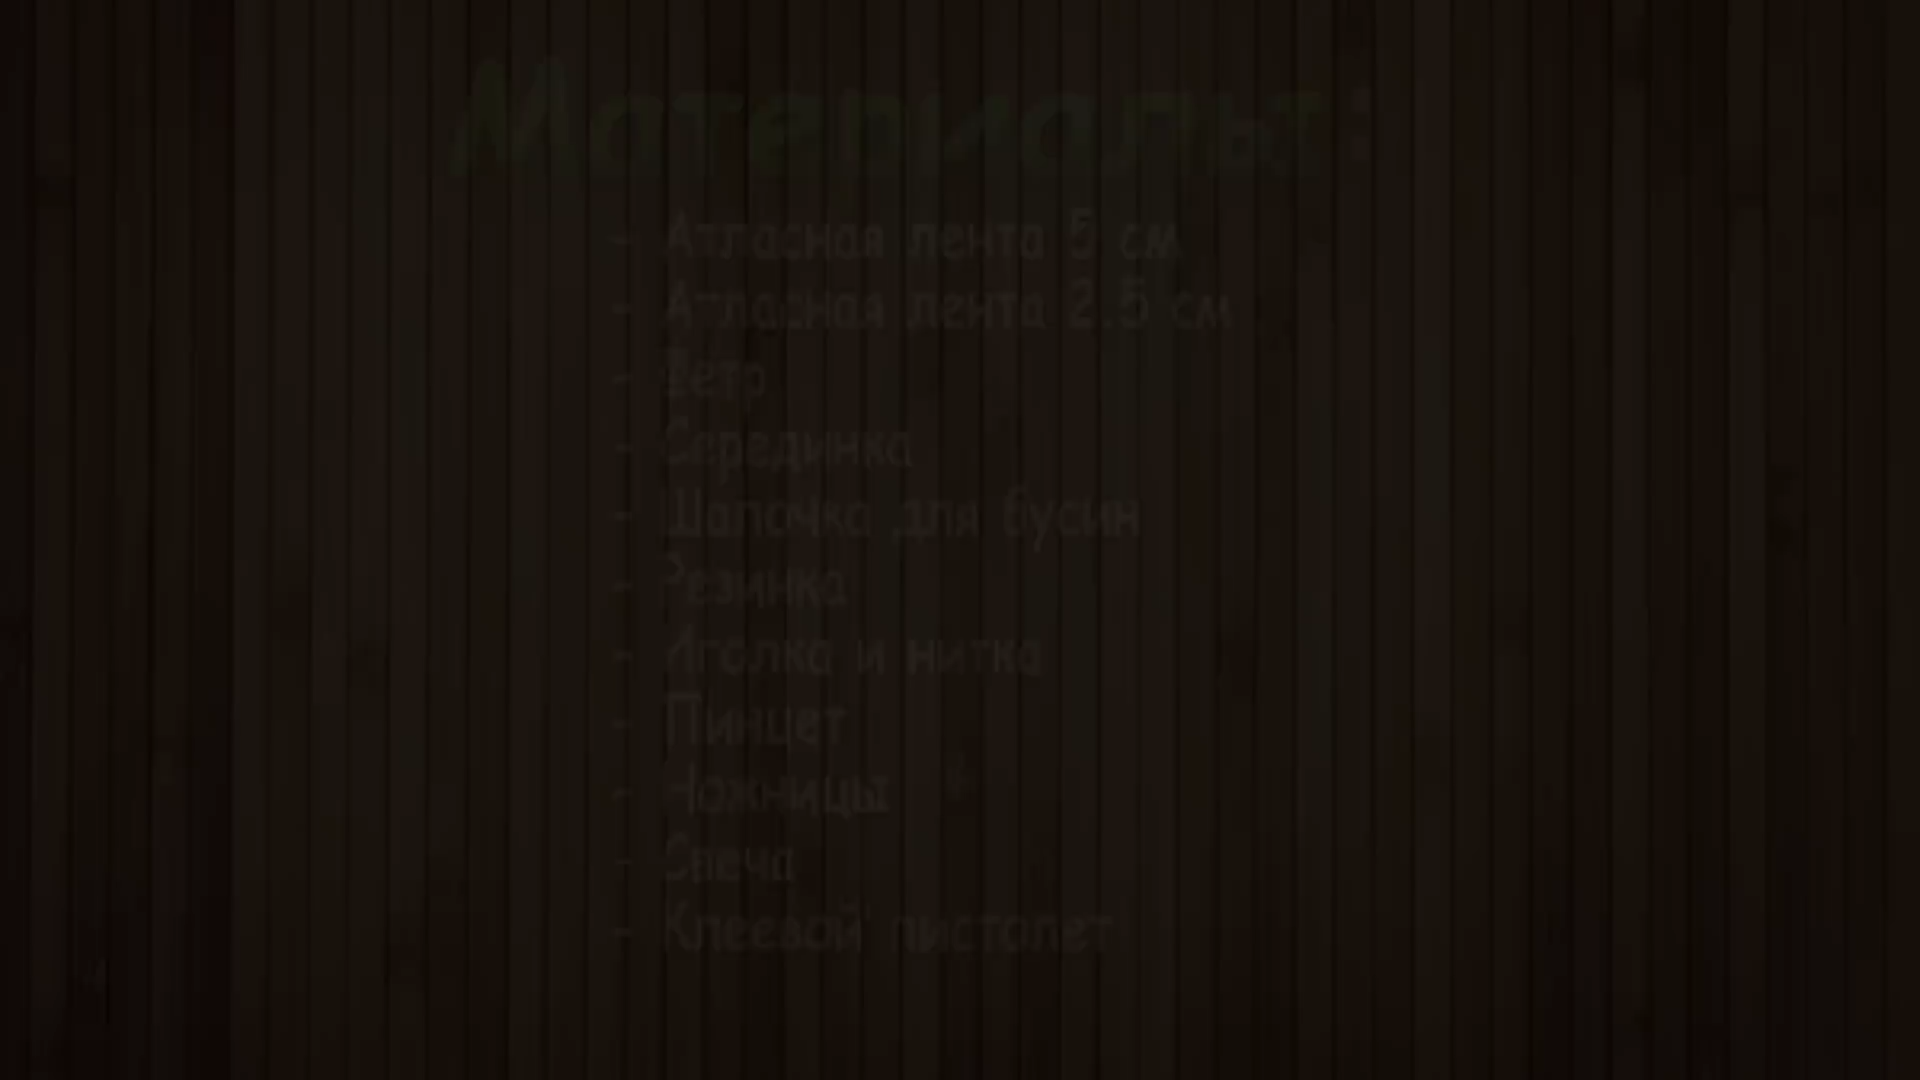 Материалы:
- Атласная лента 5 см
- Атласная лента 2.5 см
- Фетр
- Серединка
- Шапочка для бусин
- Резинка
- Иголка и нитка
- Пинцет
- Ножницы
- Свеча
- Клеевой пистолет